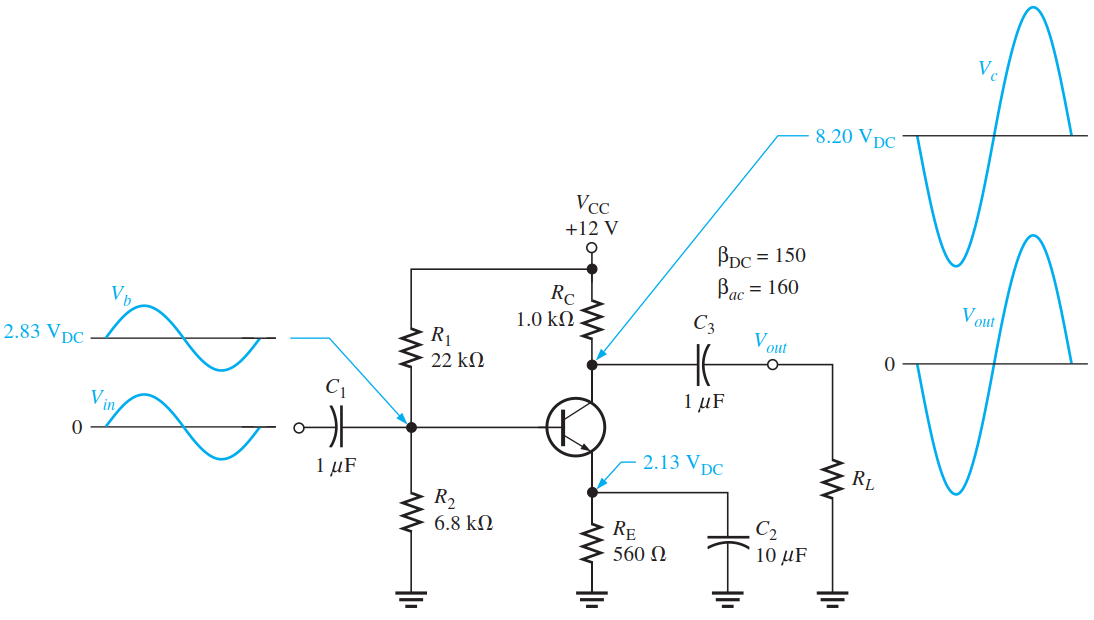 Vc
8.20 VDC
VCC
+12 V
βDC = 150
βac = 160
RC
1.0 kΩ
Vb
2.83 VDC
R1
22 kΩ
C3
1 μF
Vout
Vout
0
Vin
0
C1
1 μF
2.13 VDC
RL
R2
6.8 kΩ
RE
560 Ω
C2
10 μF